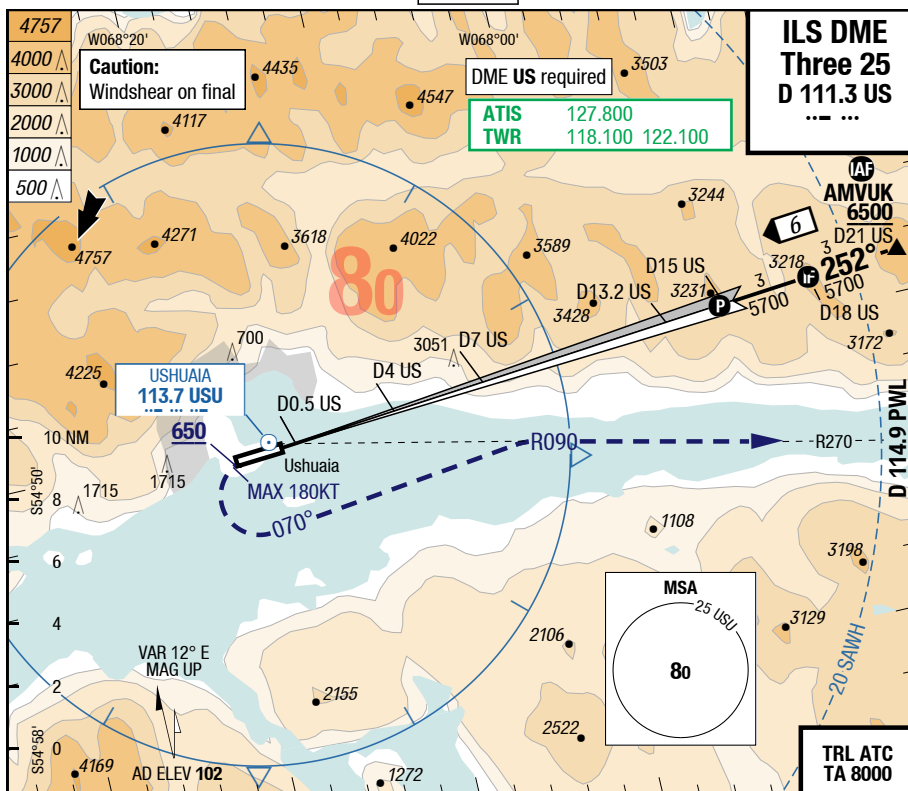 4757
4000
3000
2000
1000
500
W068°20'
W068°00'
Caution:
Windshear on final
DME US required
ATIS 127.800
TWR 118.100 122.100
ILS DME
Three 25
D 111.3 US
4435
4547
3503
4117
IAF
AMVUK
6500
D21 US
3244
6
4757
4271
3618
4022
3589
80
3218
3
252°
D15 US
IF
3
5700
5700
D13.2 US
3231
P
D18 US
3428
3172
700
3051
D7 US
4225
D4 US
USHUAIA
113.7 USU
D0.5 US
650
10 NM
R090
R270
D 114.9 PWL
Ushuaia
MAX 180KT
S54°50'
1715
1715
8
070°
1108
6
3198
MSA
25 USU
80
4
3129
2106
20 SAWH
VAR 12° E
MAG UP
2
2155
2522
S54°58'
0
4169
AD ELEV 102
1272
TRL ATC
TA 8000